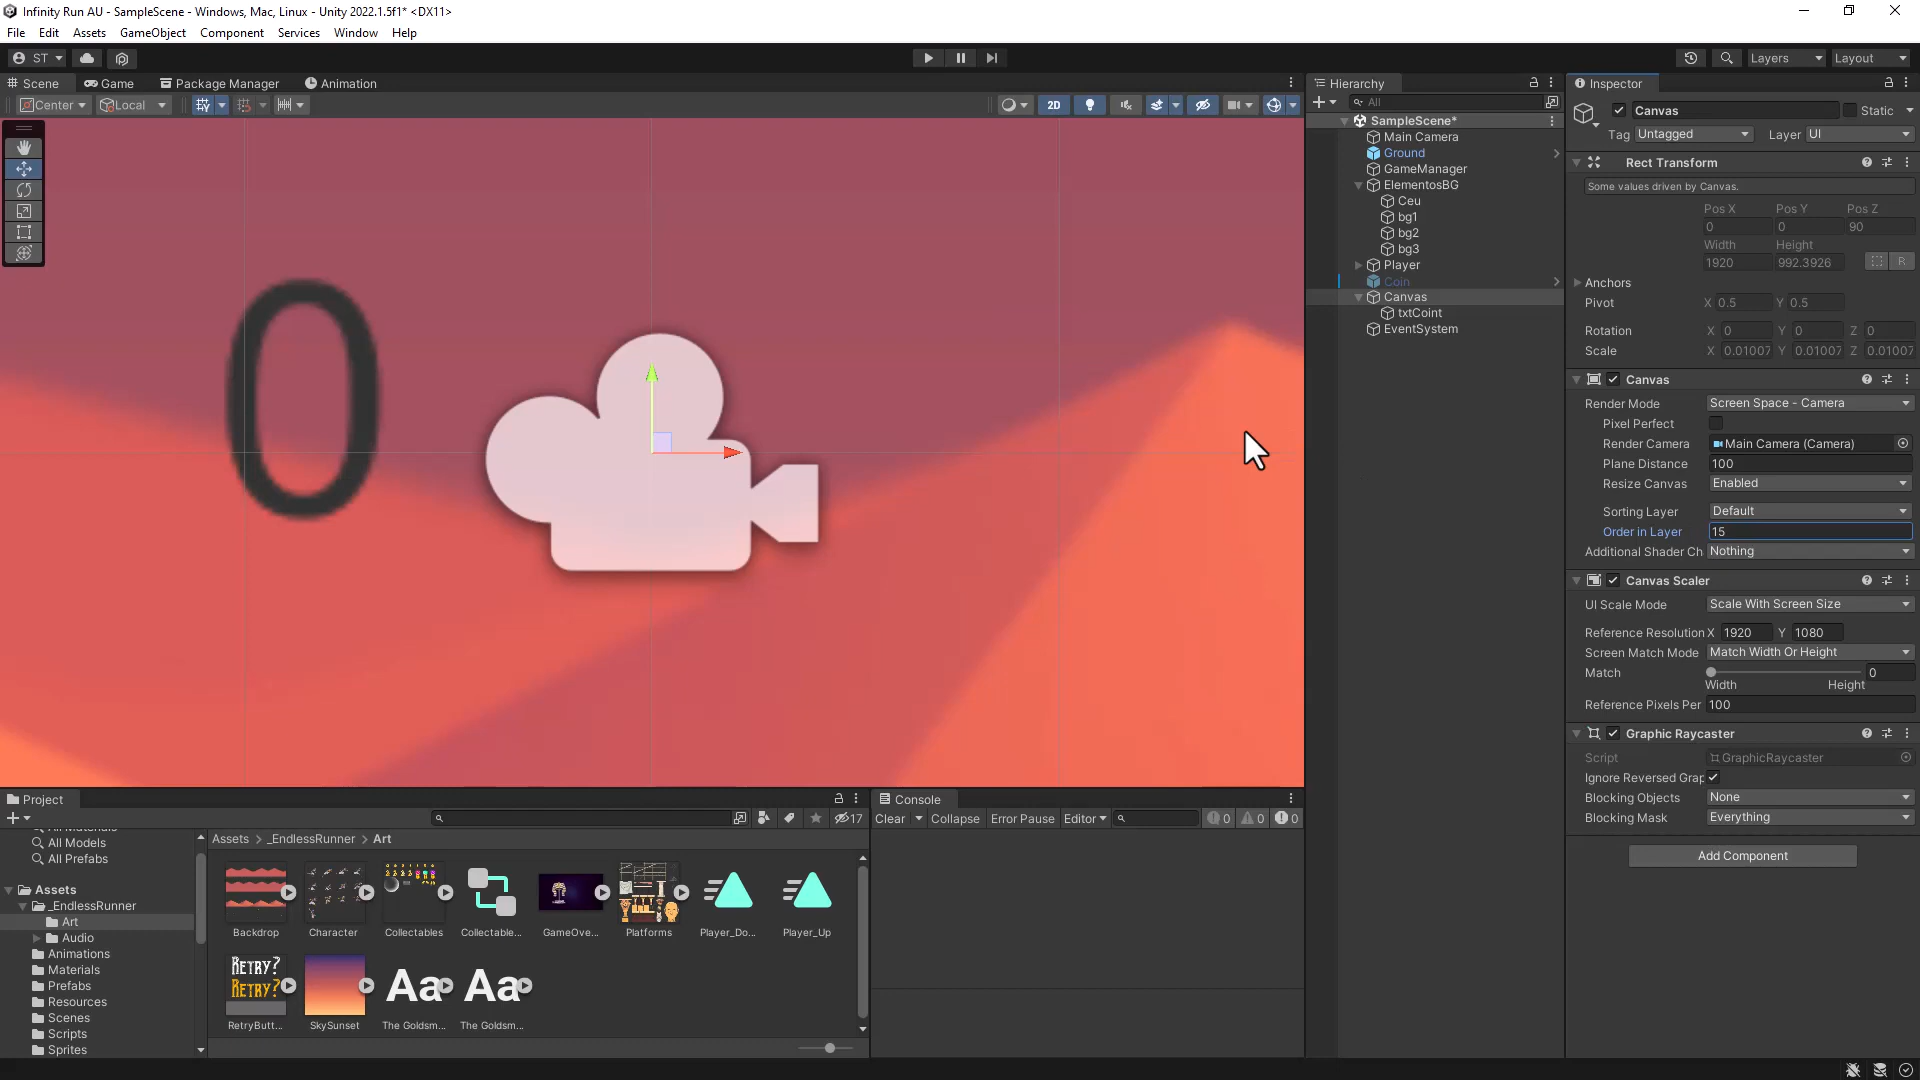 Infinity Run AU - SampleScene - Windows, Mac, Linux - Unity 2022.1.5f1* <DX11>
File Edit Assets GameObject Component Services Window Help
ST Layers Layout
Scene Game Package Manager Animation
Center Local 2D
0
Hierarchy
All
SampleScene*
Main Camera
Ground
GameManager
ElementosBG
Ceu
bg1
bg2
bg3
Player
Coin
Canvas
txtCoint
EventSystem
Inspector
Canvas Static
Tag Untagged Layer UI
Rect Transform
Some values driven by Canvas.
Pos X Pos Y Pos Z
0 0 90
Width Height
1920 992.3926 R
Anchors
Pivot X 0.5 Y 0.5
Rotation X 0 Y 0 Z 0
Scale X 0.01007 Y 0.01007 Z 0.01007
Canvas
Render Mode Screen Space - Camera
Pixel Perfect
Render Camera Main Camera (Camera)
Plane Distance 100
Resize Canvas Enabled
Sorting Layer Default
Order in Layer 15
Additional Shader Ch Nothing
Canvas Scaler
UI Scale Mode Scale With Screen Size
Reference Resolution X 1920 Y 1080
Screen Match Mode Match Width Or Height
Match 0
Width Height
Reference Pixels Per 100
Graphic Raycaster
Script GraphicRaycaster
Ignore Reversed Grap
Blocking Objects None
Blocking Mask Everything
Add Component
Project
17
All Materials
All Models
All Prefabs
Assets
_EndlessRunner
Art
Audio
Animations
Materials
Prefabs
Resources
Scenes
Scripts
Sprites
Assets > _EndlessRunner > Art
Backdrop Character Collectables Collectable... GameOve... Platforms Player_Do... Player_Up
RETRY?
RETRY?
Aa Aa
RetryButt... SkySunset The Goldsm... The Goldsm...
Console
Clear Collapse Error Pause Editor 0 0 0